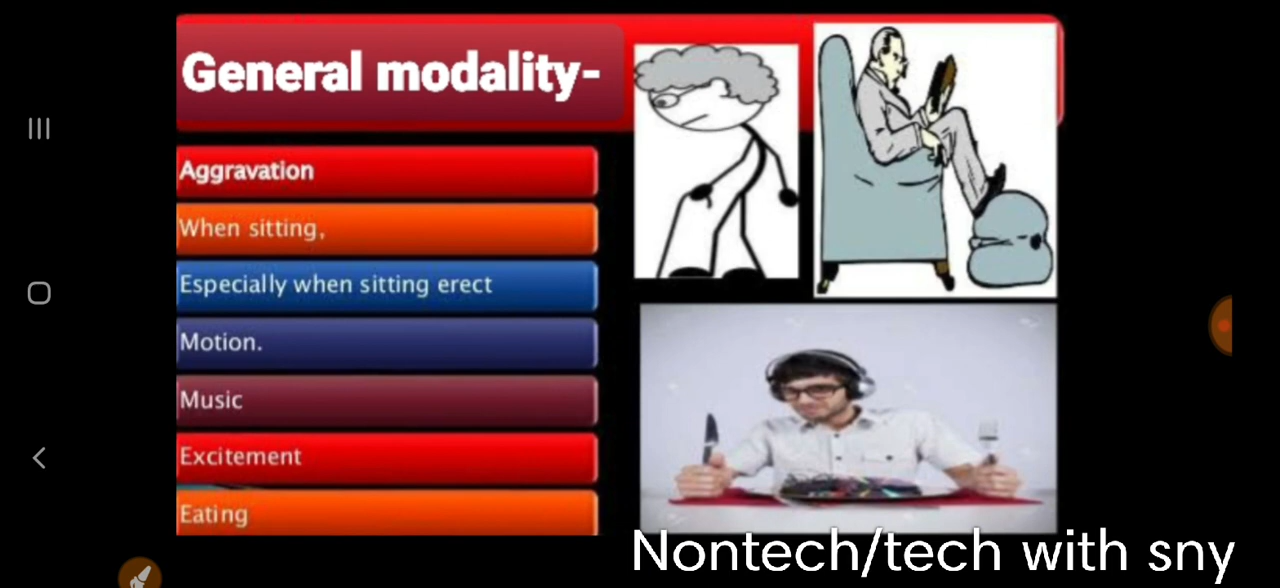 General modality-
Aggravation
When sitting,
Especially when sitting erect
Motion.
Music
Excitement
Eating
Nontech/tech with sny